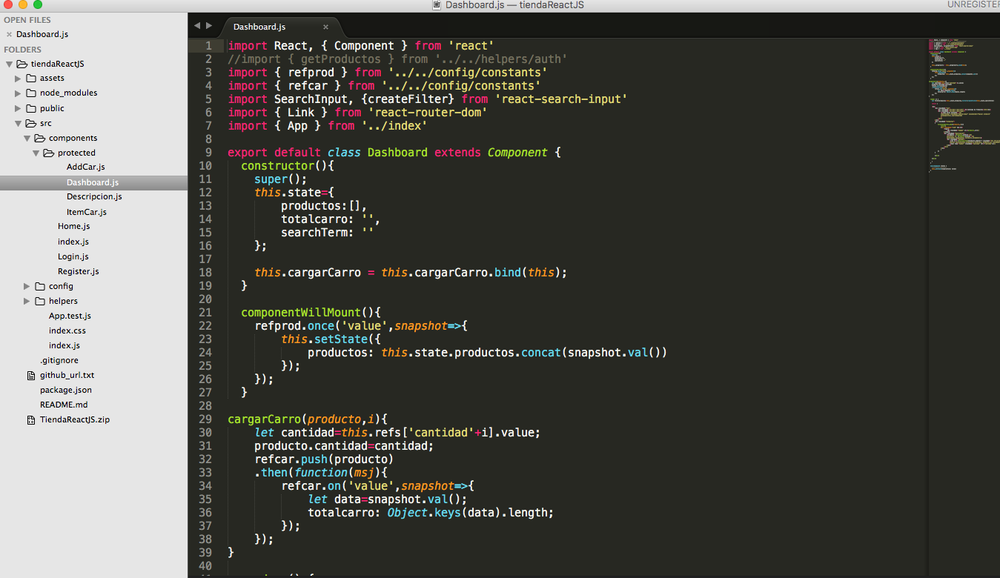 Dashboard.js — tiendaReactJS
UNREGISTER
OPEN FILES
× Dashboard.js
FOLDERS
tiendaReactJS
assets
node_modules
public
src
components
protected
AddCar.js
Dashboard.js
Descripcion.js
ItemCar.js
Home.js
index.js
Login.js
Register.js
config
helpers
App.test.js
index.css
index.js
.gitignore
github_url.txt
package.json
README.md
TiendaReactJS.zip
Dashboard.js ×
1 import React, { Component } from 'react'
2 //import { getProductos } from '../../helpers/auth'
3 import { refprod } from '../../config/constants'
4 import { refcar } from '../../config/constants'
5 import SearchInput, {createFilter} from 'react-search-input'
6 import { Link } from 'react-router-dom'
7 import { App } from '../index'
8
9 export default class Dashboard extends Component {
10 constructor(){
11 super();
12 this.state={
13 productos:[],
14 totalcarro: '',
15 searchTerm: ''
16 };
17
18 this.cargarCarro = this.cargarCarro.bind(this);
19 }
20
21 componentWillMount(){
22 refprod.once('value',snapshot=>{
23 this.setState({
24 productos: this.state.productos.concat(snapshot.val())
25 });
26 });
27 }
28
29 cargarCarro(producto,i){
30 let cantidad=this.refs['cantidad'+i].value;
31 producto.cantidad=cantidad;
32 refcar.push(producto)
33 .then(function(msj){
34 refcar.on('value',snapshot=>{
35 let data=snapshot.val();
36 totalcarro: Object.keys(data).length;
37 });
38 });
39 }
40